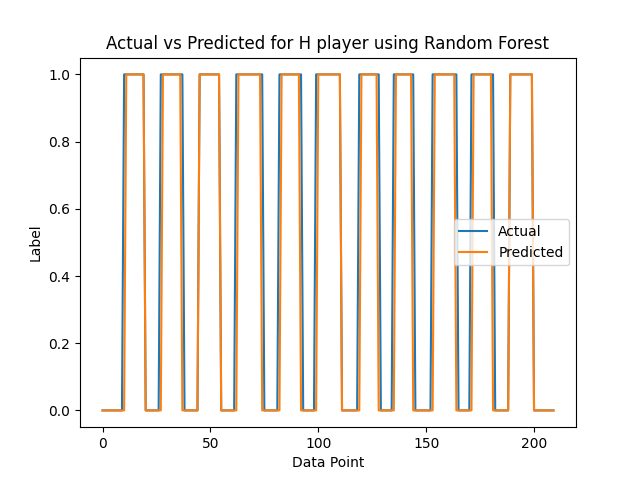 Actual vs Predicted for H player using Random Forest
1.0
0.8
0.6
0.4
0.2
0.0
Label
Actual
Predicted
0 50 100 150 200
Data Point